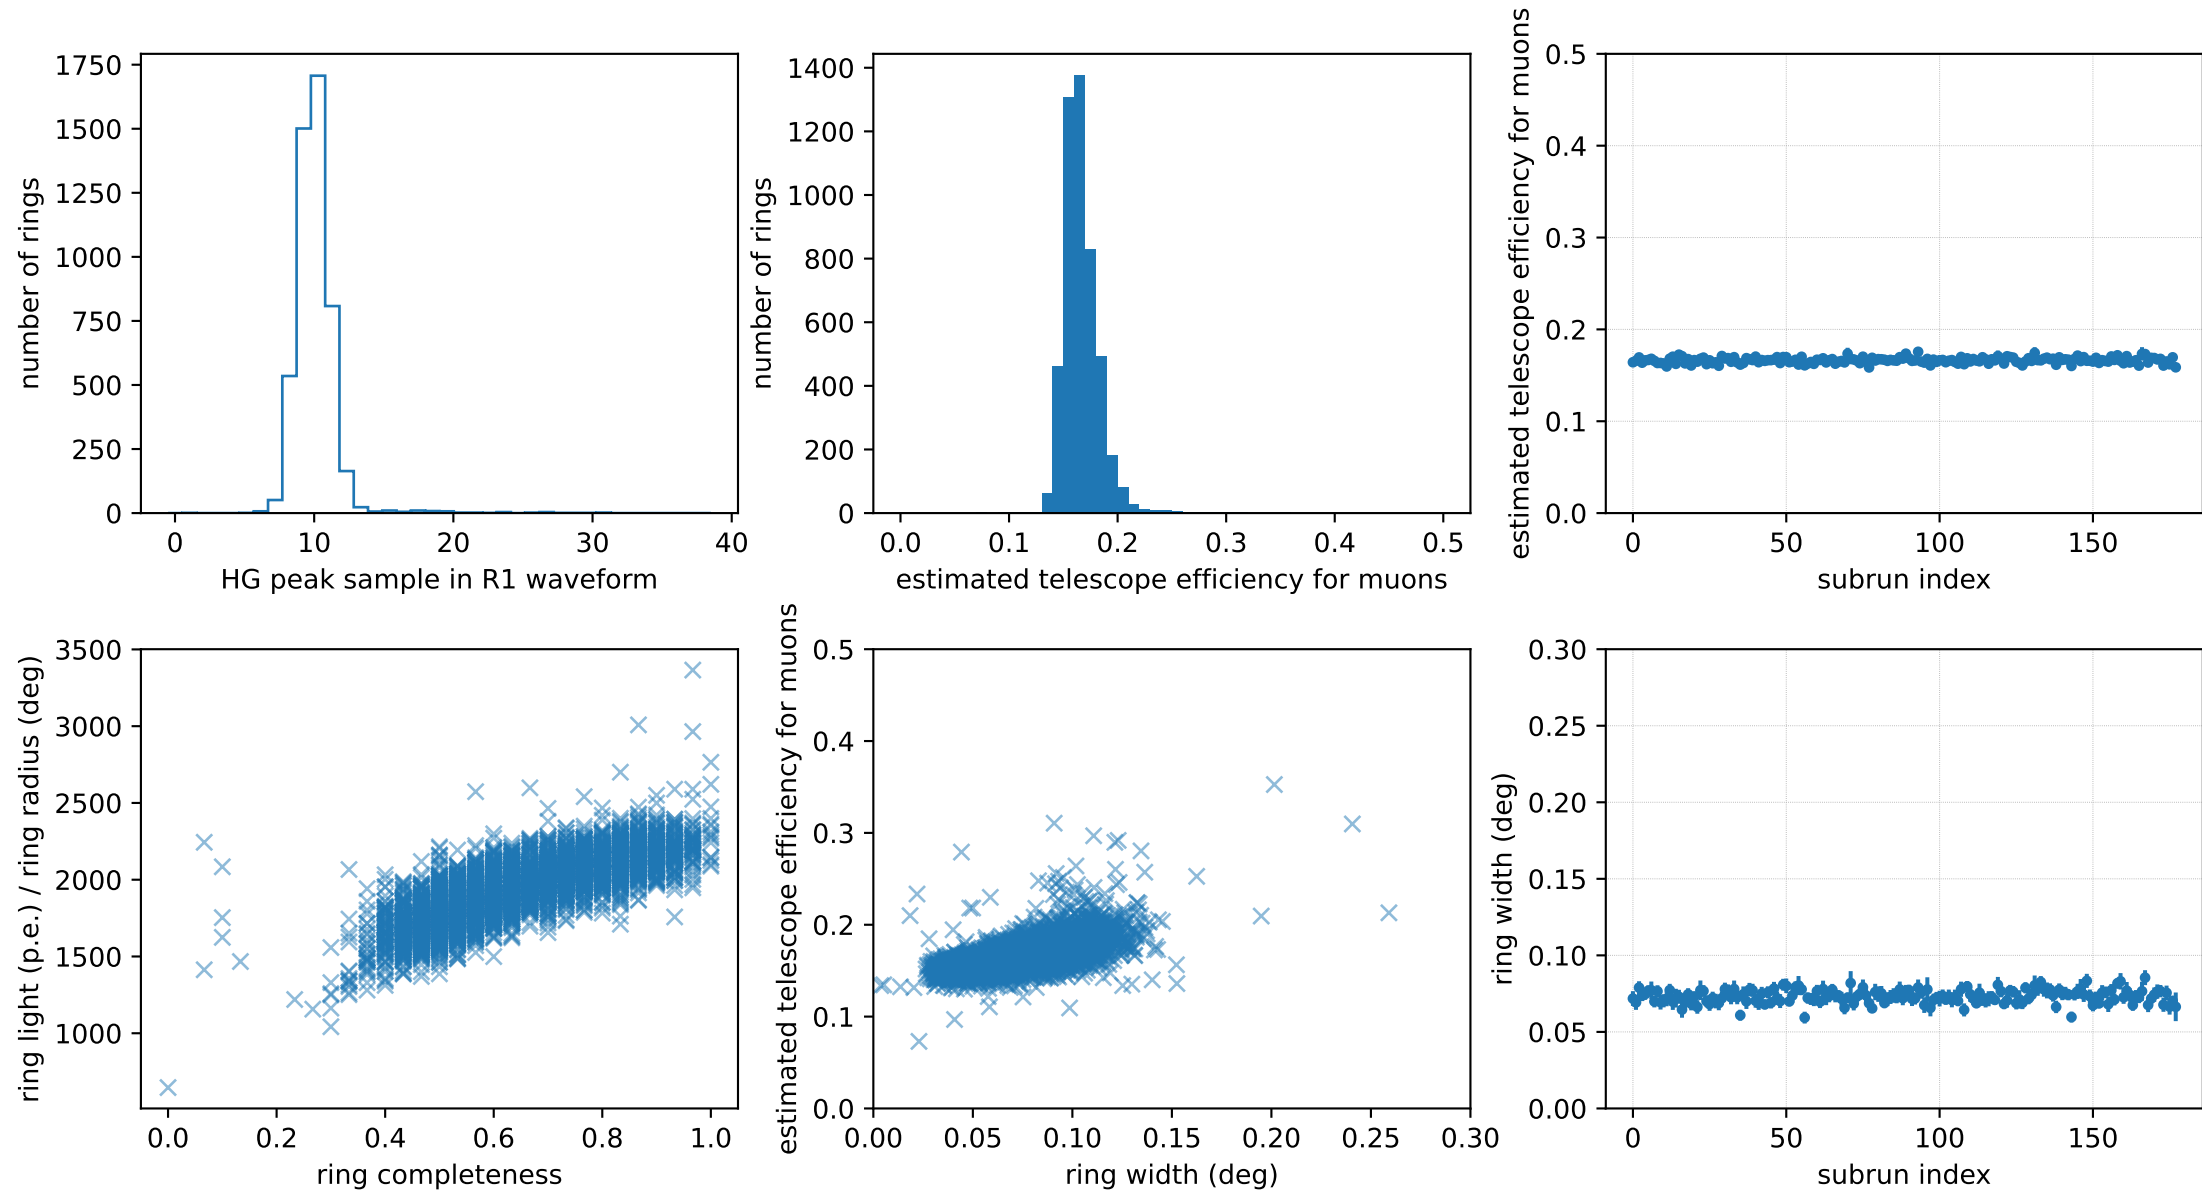 1750
1500
1250
1000
750
500
250
0
number of rings
0 10 20 30 40
HG peak sample in R1 waveform
1400
1200
1000
800
600
400
200
0
number of rings
0.0 0.1 0.2 0.3 0.4 0.5
estimated telescope efficiency for muons
0.5
0.4
0.3
0.2
0.1
0.0
estimated telescope efficiency for muons
0 50 100 150
subrun index
3500
3000
2500
2000
1500
1000
ring light (p.e.) / ring radius (deg)
0.0 0.2 0.4 0.6 0.8 1.0
ring completeness
0.5
0.4
0.3
0.2
0.1
0.0
estimated telescope efficiency for muons
0.00 0.05 0.10 0.15 0.20 0.25 0.30
ring width (deg)
0.30
0.25
0.20
0.15
0.10
0.05
0.00
ring width (deg)
0 50 100 150
subrun index